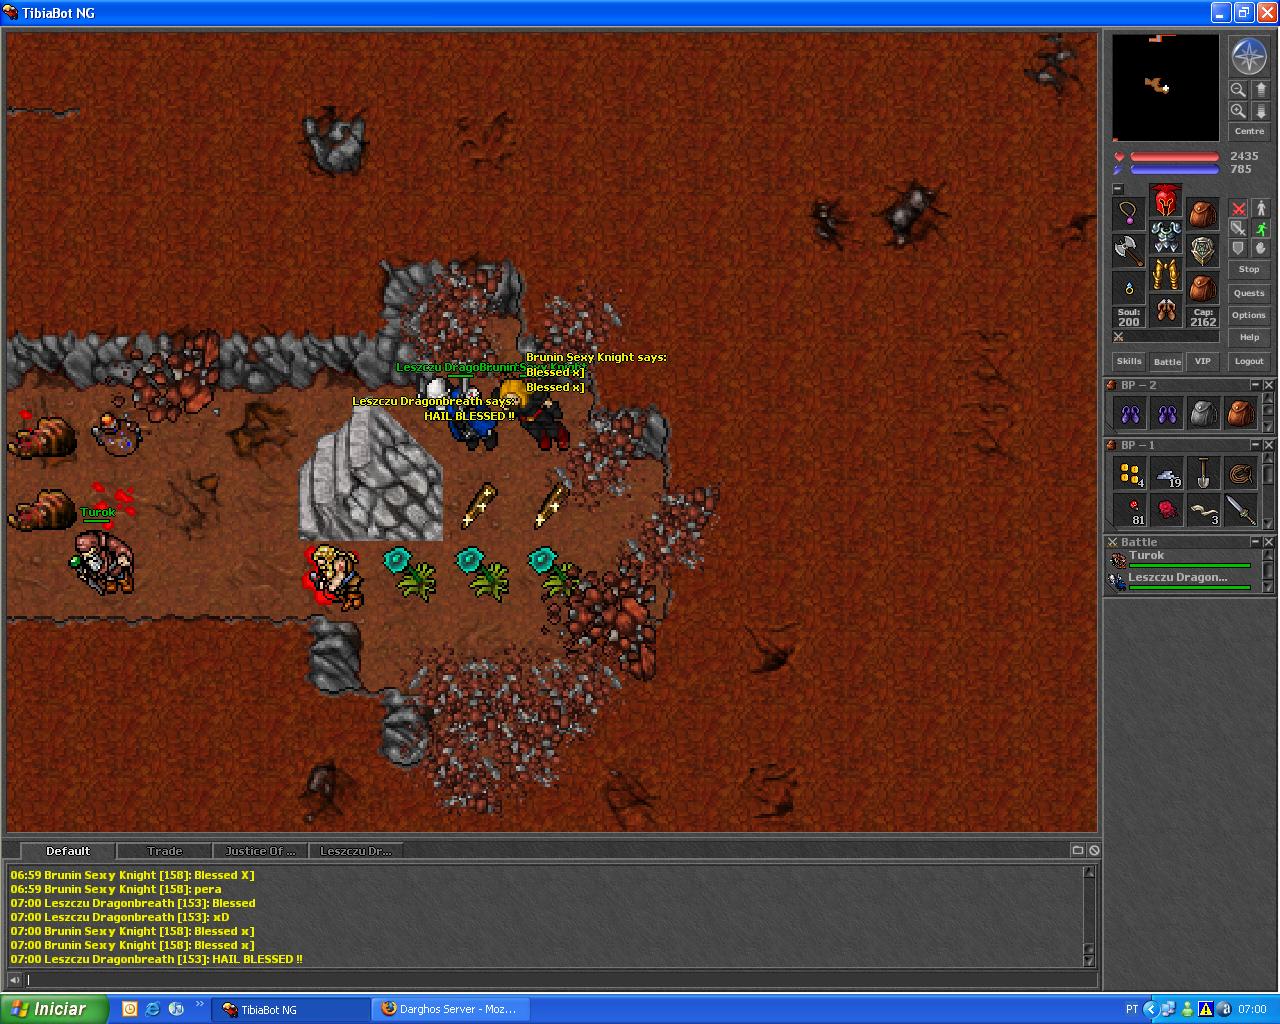 TibiaBot NG
Centre
2435
785
Soul:
200
Cap:
2162
Stop
Quests
Options
Help
Skills
Battle
VIP
Logout
BP - 2
BP - 1
4
19
81
3
Battle
Turok
Leszczu Dragon...
Brunin Sexy Knight says:
Blessed x]
Blessed x]
Leszczu Drago
Brunin Sexy Knight
Leszczu Dragonbreath says:
HAIL BLESSED !!
Turok
Default
Trade
Justice Of ...
Leszczu Dr...
06:59 Brunin Sexy Knight [158]: Blessed X]
06:59 Brunin Sexy Knight [158]: pera
07:00 Leszczu Dragonbreath [153]: Blessed
07:00 Leszczu Dragonbreath [153]: xD
07:00 Brunin Sexy Knight [158]: Blessed x]
07:00 Brunin Sexy Knight [158]: Blessed x]
07:00 Leszczu Dragonbreath [153]: HAIL BLESSED !!
Iniciar
TibiaBot NG
Darghos Server - Moz...
PT
07:00